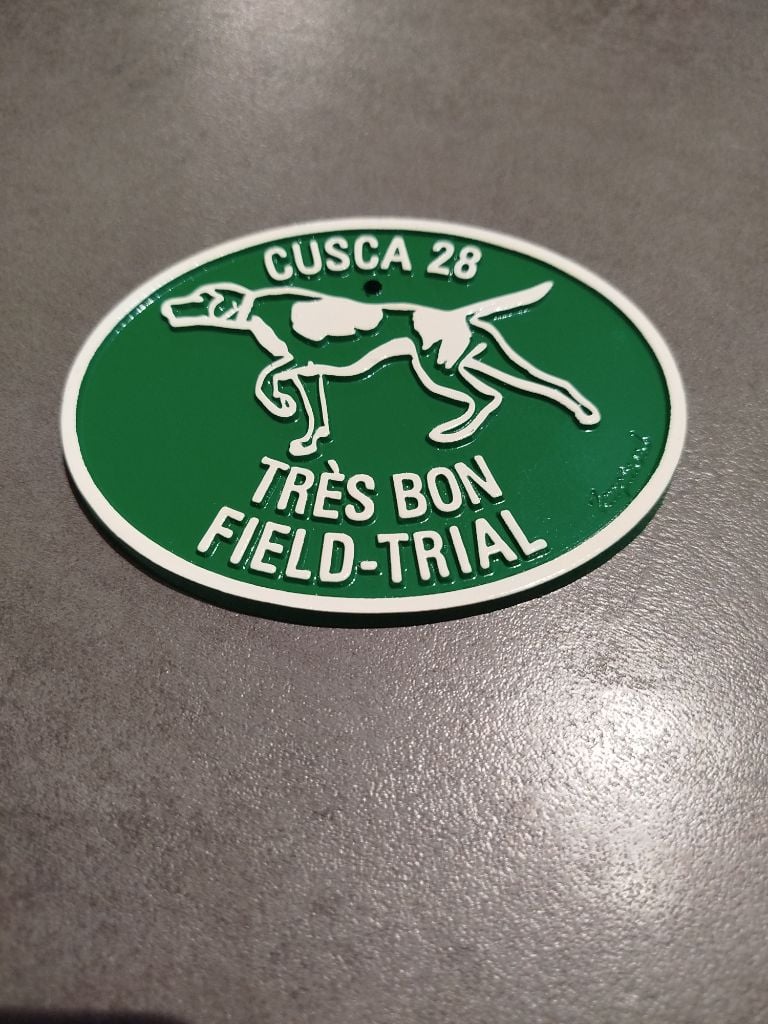 CUSCA 28
TRÈS BON
FIELD-TRIAL